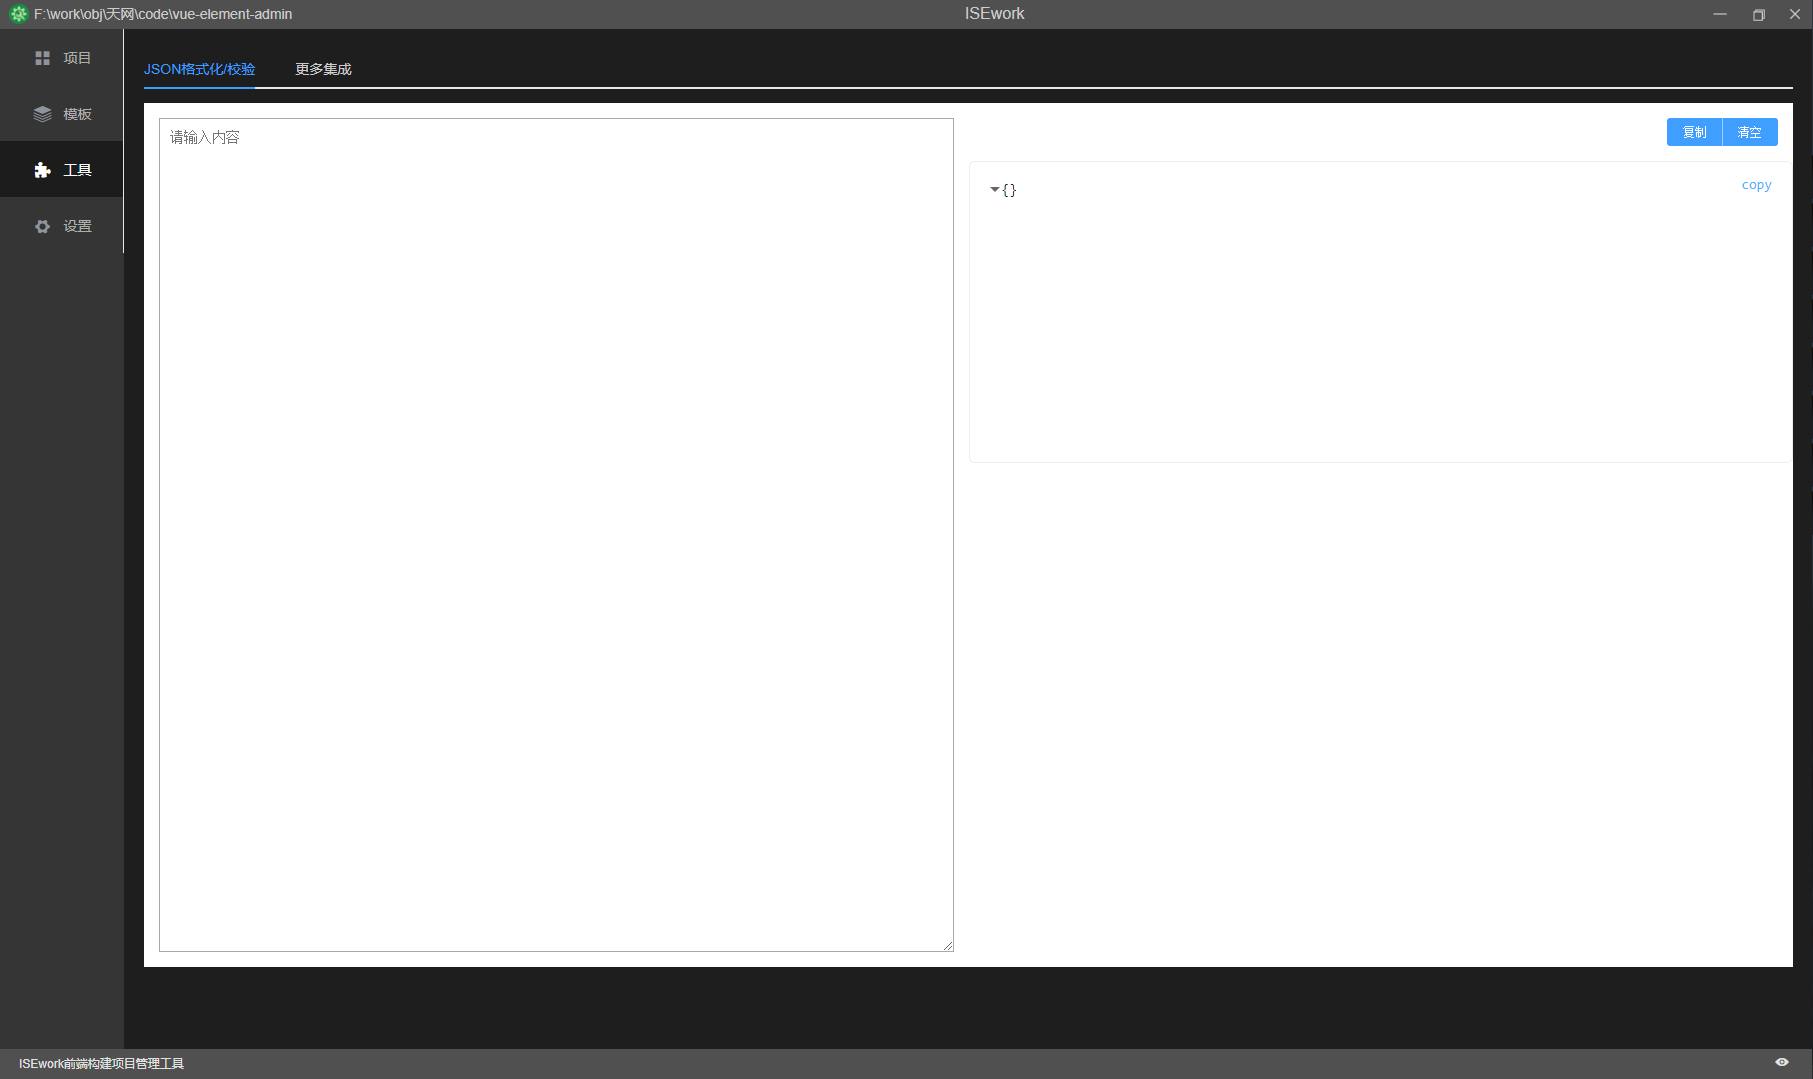 F:\work\obj\天网\code\vue-element-admin
ISEwork
项目
模板
工具
设置
JSON格式化/校验
更多集成
请输入内容
复制
清空
{}
copy
ISEwork前端构建项目管理工具